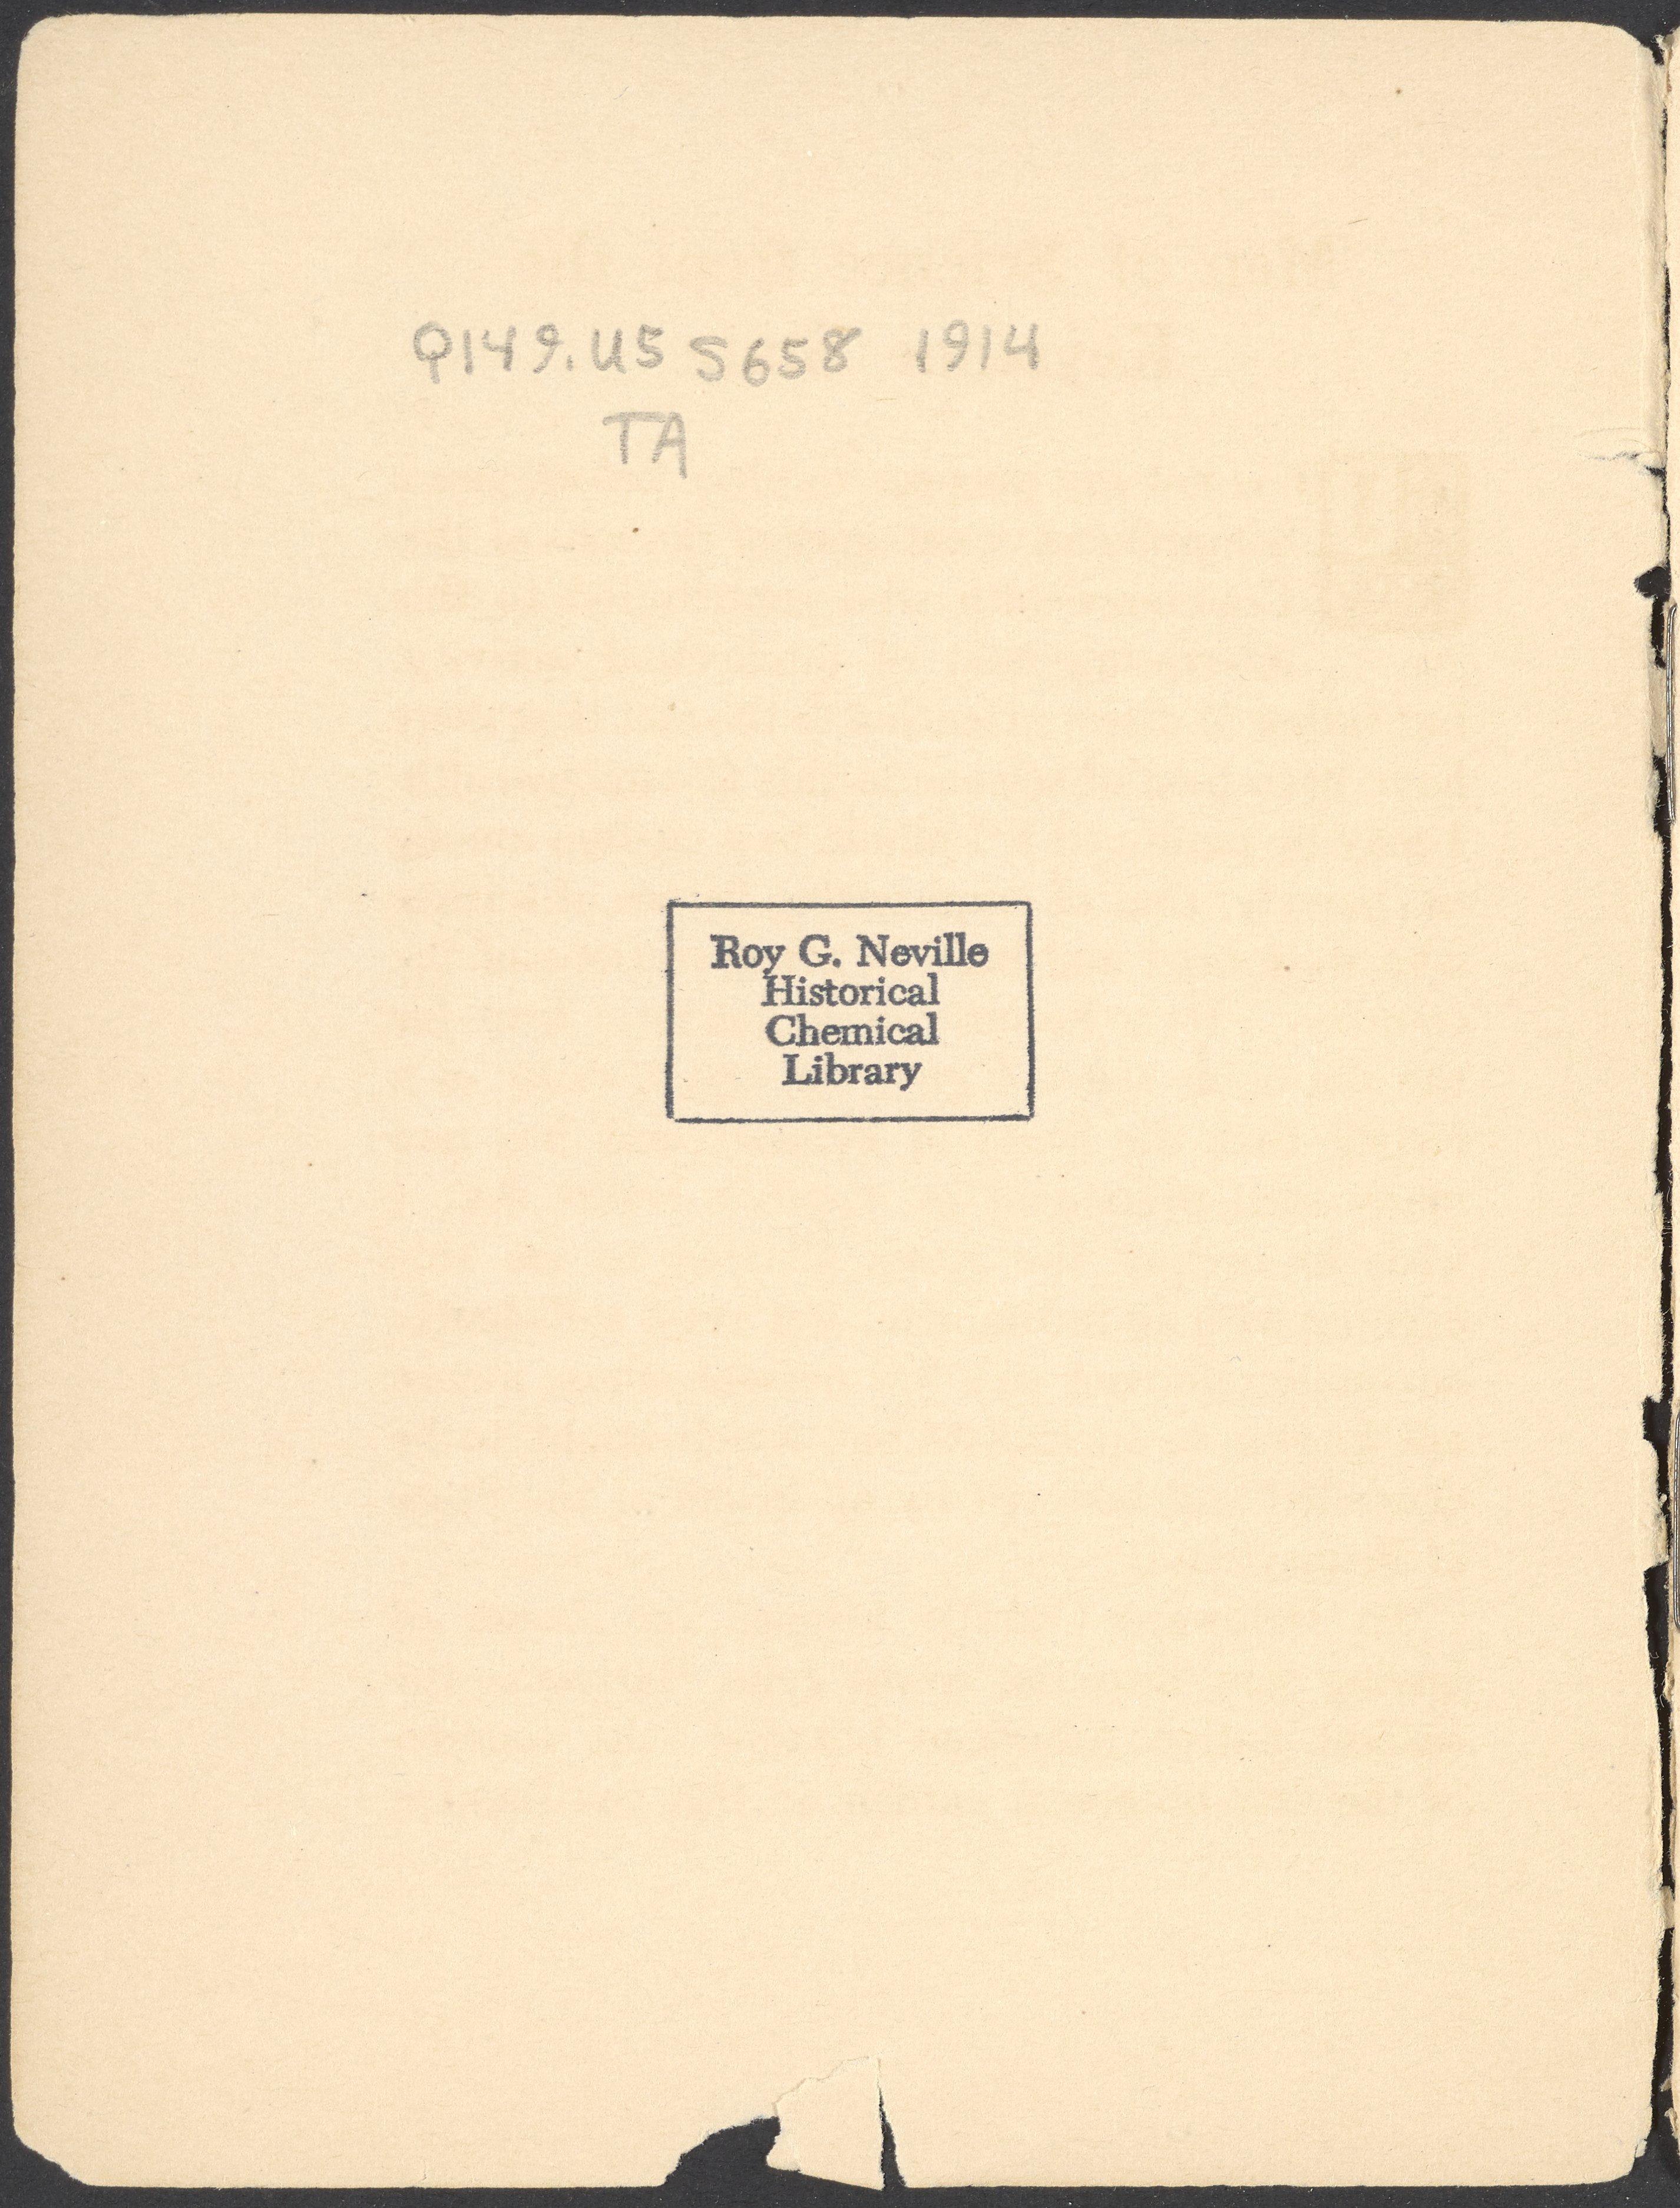 Q149.U5 S658 1914
TA
Roy G. Neville
Historical
Chemical
Library